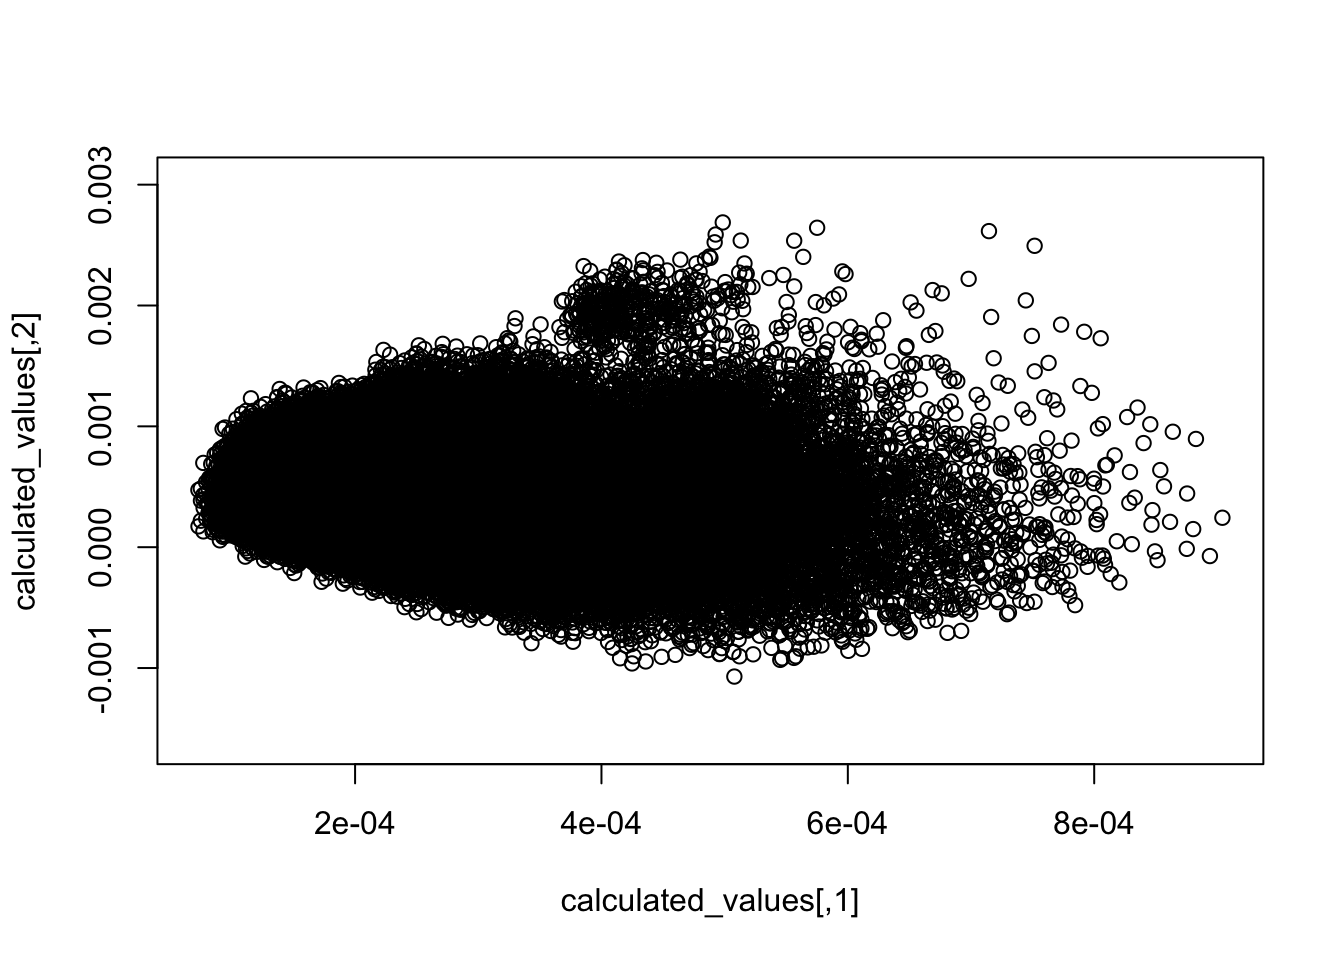 calculated_values[,2]
0.003
0.002
0.001
0.000
-0.001
2e-04 4e-04 6e-04 8e-04
calculated_values[,1]